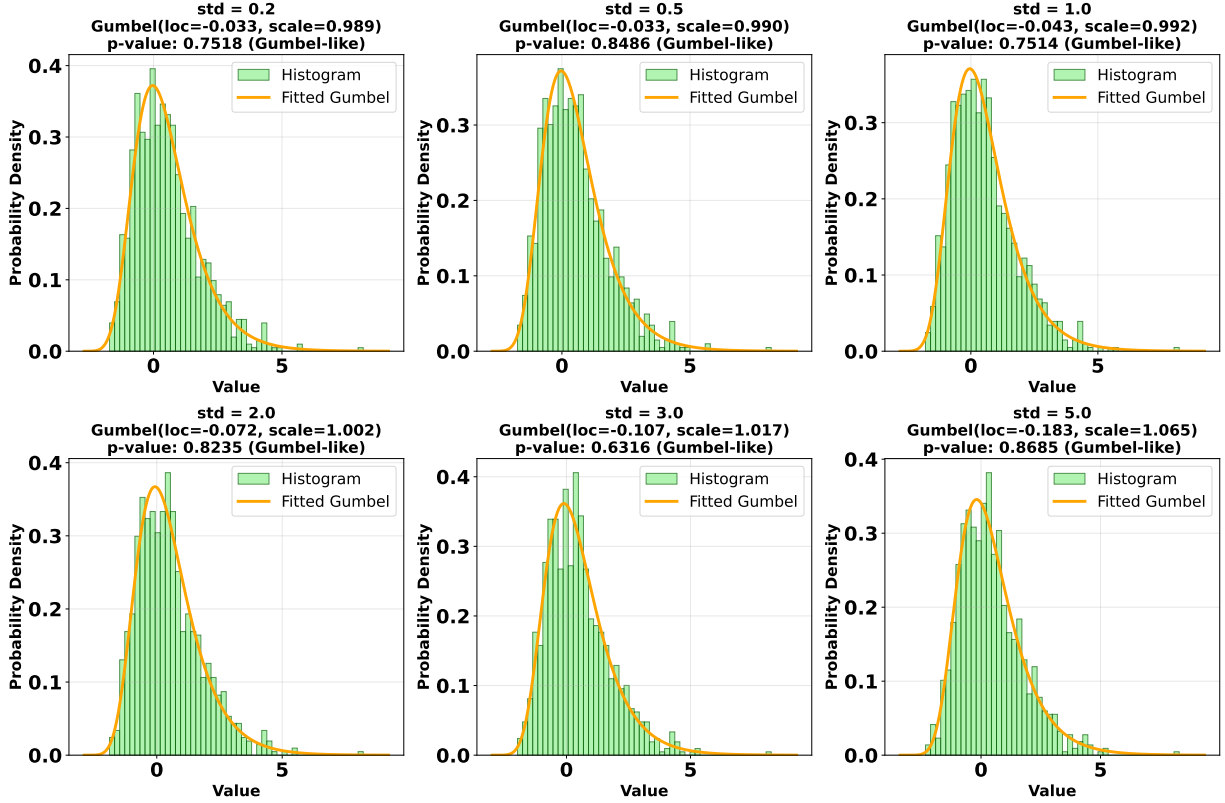 std = 0.2
Gumbel(loc=-0.033, scale=0.989)
p-value: 0.7518 (Gumbel-like)
Histogram
Fitted Gumbel
0.4
0.3
0.2
0.1
0.0
Probability Density
0
5
Value
std = 0.5
Gumbel(loc=-0.033, scale=0.990)
p-value: 0.8486 (Gumbel-like)
Histogram
Fitted Gumbel
0.3
0.2
0.1
0.0
Probability Density
0
5
Value
std = 1.0
Gumbel(loc=-0.043, scale=0.992)
p-value: 0.7514 (Gumbel-like)
Histogram
Fitted Gumbel
0.3
0.2
0.1
0.0
Probability Density
0
5
Value
std = 2.0
Gumbel(loc=-0.072, scale=1.002)
p-value: 0.8235 (Gumbel-like)
Histogram
Fitted Gumbel
0.4
0.3
0.2
0.1
0.0
Probability Density
0
5
Value
std = 3.0
Gumbel(loc=-0.107, scale=1.017)
p-value: 0.6316 (Gumbel-like)
Histogram
Fitted Gumbel
0.4
0.3
0.2
0.1
0.0
Probability Density
0
5
Value
std = 5.0
Gumbel(loc=-0.183, scale=1.065)
p-value: 0.8685 (Gumbel-like)
Histogram
Fitted Gumbel
0.4
0.3
0.2
0.1
0.0
Probability Density
0
5
Value